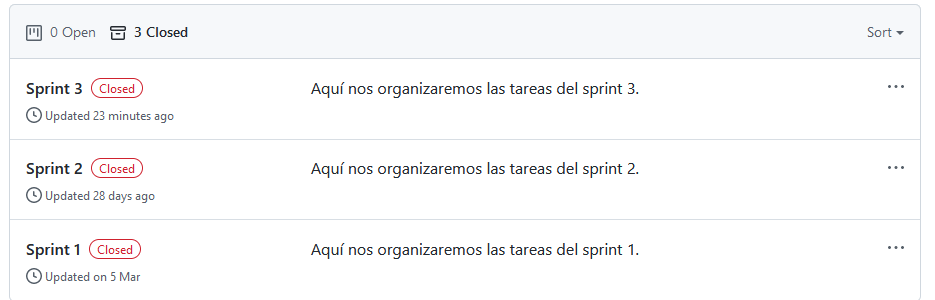 0 Open 3 Closed Sort
Sprint 3 Closed Aquí nos organizaremos las tareas del sprint 3.
Updated 23 minutes ago
Sprint 2 Closed Aquí nos organizaremos las tareas del sprint 2.
Updated 28 days ago
Sprint 1 Closed Aquí nos organizaremos las tareas del sprint 1.
Updated on 5 Mar